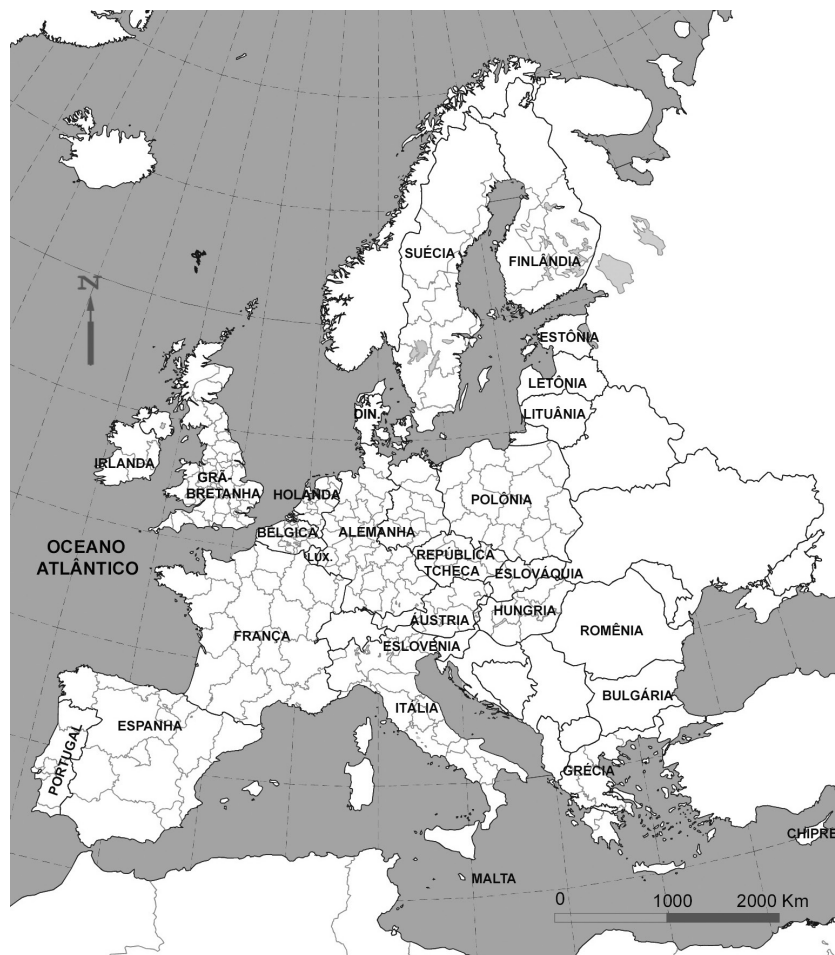 SUÉCIA
FINLÂNDIA
N
ESTÔNIA
LETÔNIA
LITUÂNIA
DIN.
IRLANDA
GRÃ-
BRETANHA
HOLANDA
POLÔNIA
BÉLGICA
ALEMANHA
OCEANO
ATLÂNTICO
LUX.
REPÚBLICA
TCHECA
ESLOVÁQUIA
HUNGRIA
ÁUSTRIA
ROMÊNIA
FRANÇA
ESLOVÊNIA
BULGÁRIA
ITÁLIA
ESPANHA
PORTUGAL
GRÉCIA
CHIPRE
MALTA
0 1000 2000 Km